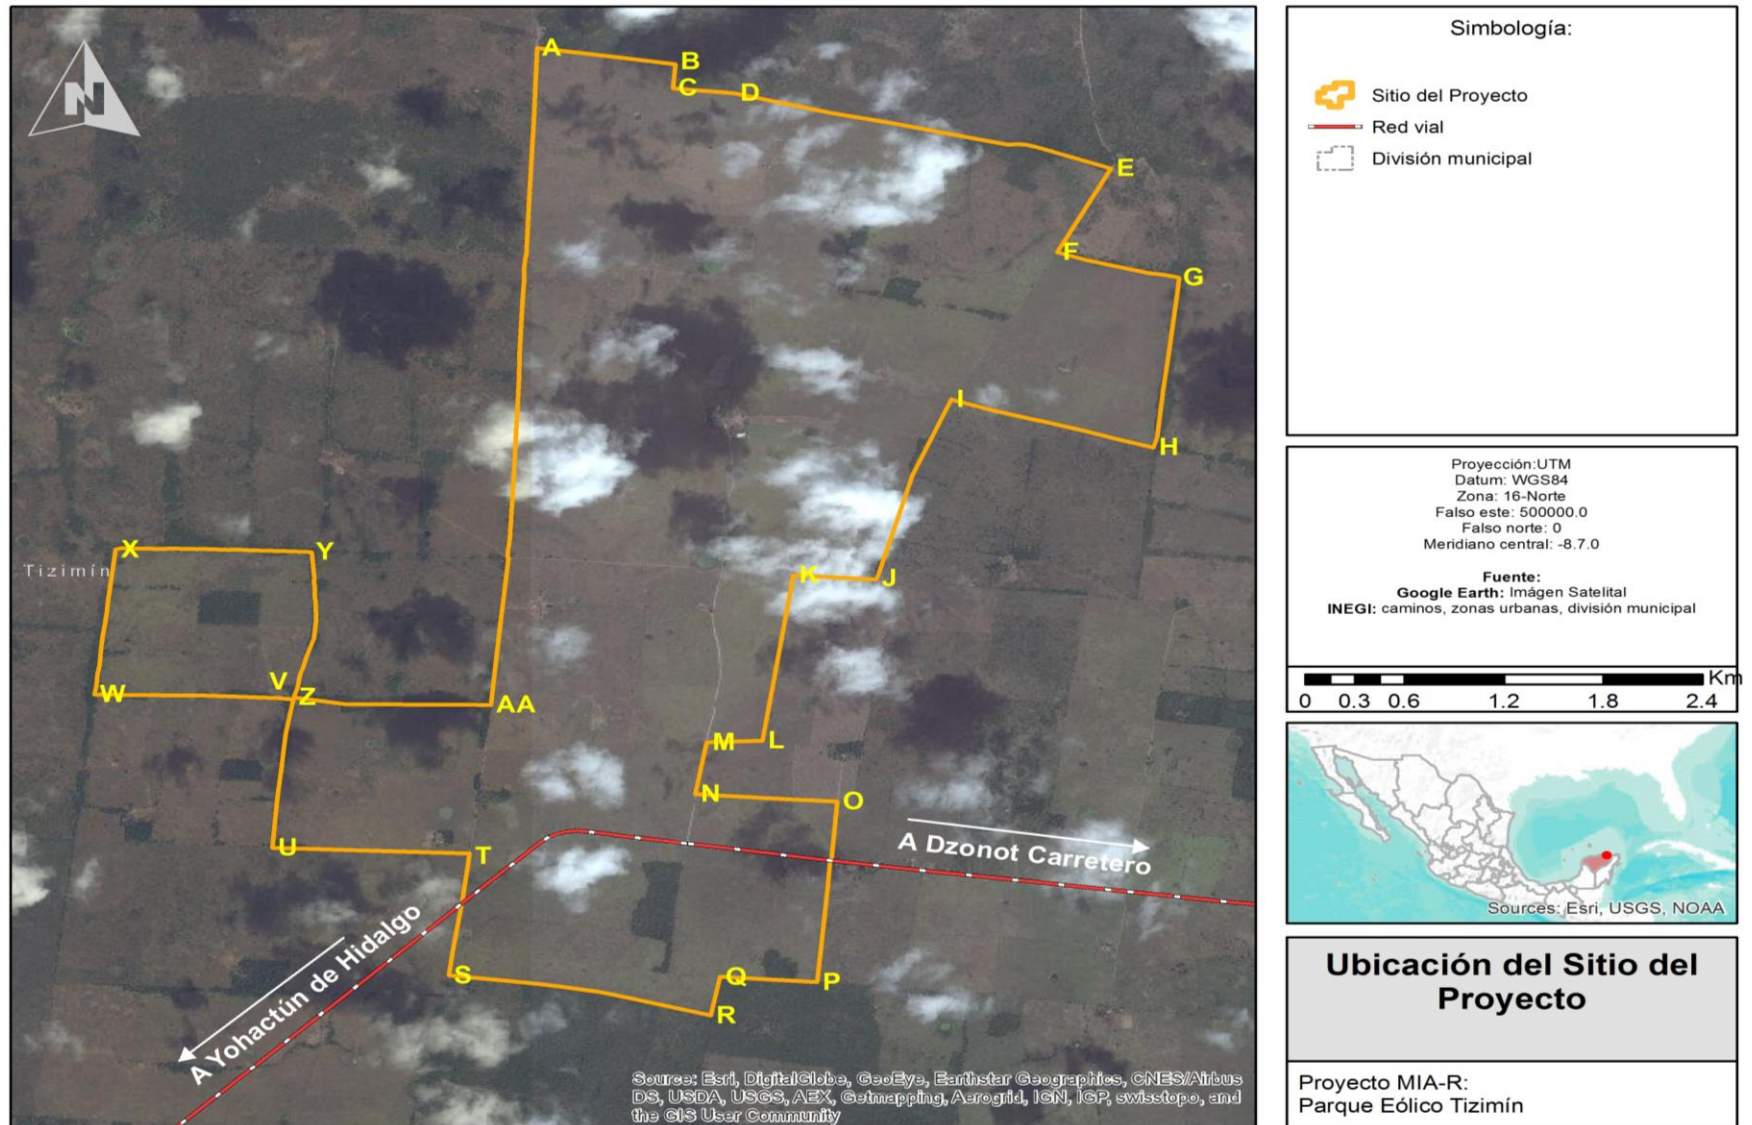 N
A
B
C
D
E
F
G
H
I
J
K
L
M
N
O
P
Q
R
S
T
U
V
W
X
Y
Z
AA
Tizimín
A Dzonot Carretero
A Yohactún de Hidalgo
Source: Esri, DigitalGlobe, GeoEye, Earthstar Geographics, CNES/Airbus
DS, USDA, USGS, AEX, Getmapping, Aerogrid, IGN, IGP, swisstopo, and
the GIS User Community
Simbología:
Sitio del Proyecto
Red vial
División municipal
Proyección:UTM
Datum: WGS84
Zona: 16-Norte
Falso este: 500000.0
Falso norte: 0
Meridiano central: -8.7.0
Fuente:
Google Earth: Imágen Satelital
INEGI: caminos, zonas urbanas, división municipal
Km
0 0.3 0.6 1.2 1.8 2.4
Sources: Esri, USGS, NOAA
Ubicación del Sitio del
Proyecto
Proyecto MIA-R:
Parque Eólico Tizimín